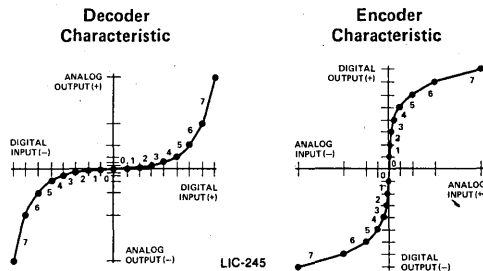 Decoder
Characteristic
ANALOG
OUTPUT (+)
7
6
5
4
3
2
1
0
DIGITAL
INPUT (–)
7 6 5 4 3 2 1 0
DIGITAL
INPUT (+)
ANALOG
OUTPUT (–)
LIC-245
Encoder
Characteristic
DIGITAL
OUTPUT (+)
7
6
5
4
3
2
1
0
ANALOG
INPUT (–)
ANALOG
1
2
3
4
5
6
7
DIGITAL
OUTPUT (–)